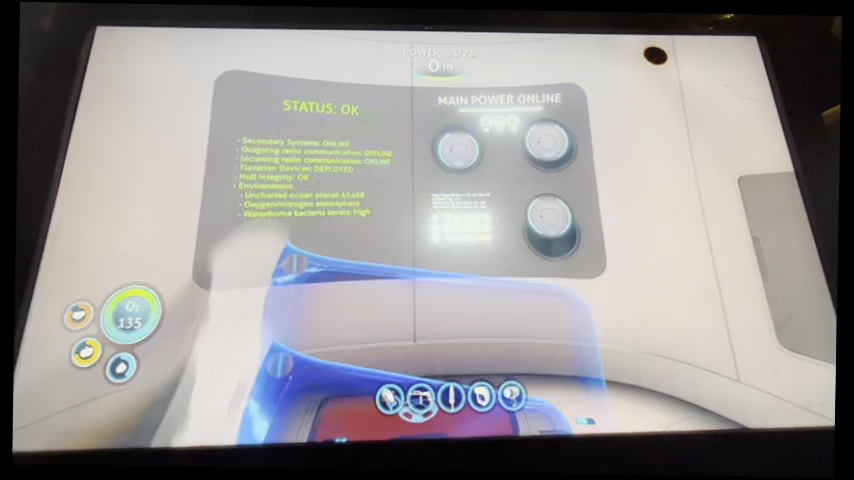 0 m
STATUS: OK
MAIN POWER ONLINE
- Secondary Systems: ONLINE
- Outgoing radio communication: OFFLINE
- Incoming radio communication: ONLINE
- Flotation Devices: DEPLOYED
- Hull Integrity: OK
- Environment:
- Uncharted ocean planet 4546B
- Oxygen/nitrogen atmosphere
- Waterborne bacteria levels: High
O₂
135